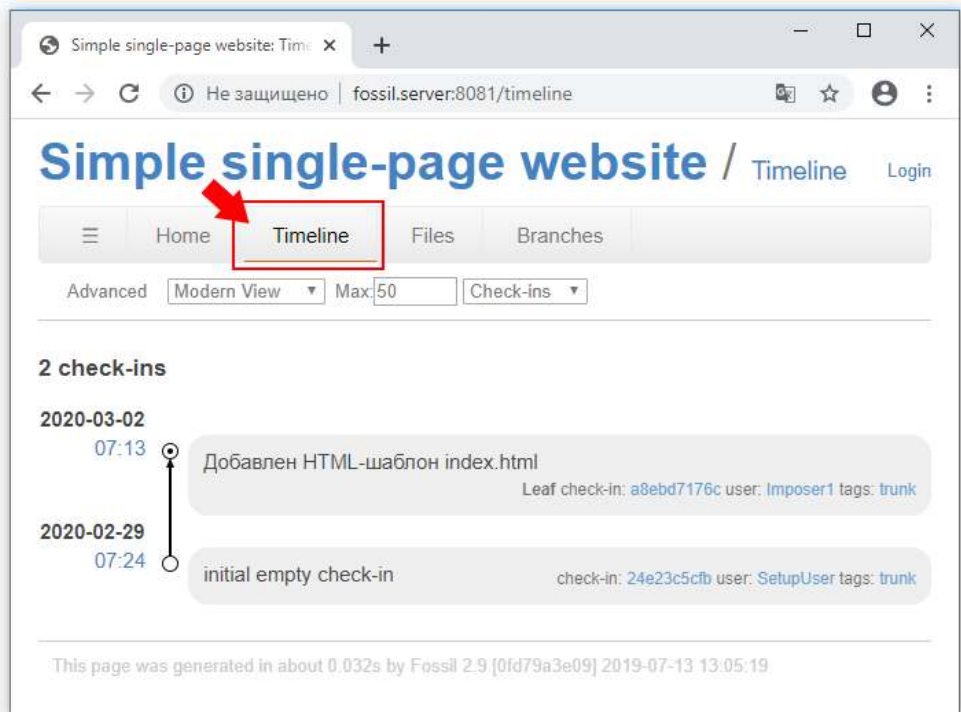 Simple single-page website: Time
Не защищено | fossil.server:8081/timeline
Simple single-page website / Timeline Login
☰ Home Timeline Files Branches
Advanced Modern View Max:50 Check-ins
2 check-ins
2020-03-02
07:13
Добавлен HTML-шаблон index.html
Leaf check-in: a8ebd7176c user: Imposer1 tags: trunk
2020-02-29
07:24
initial empty check-in check-in: 24e23c5cfb user: SetupUser tags: trunk
This page was generated in about 0.032s by Fossil 2.9 [0fd79a3e09] 2019-07-13 13:05:19